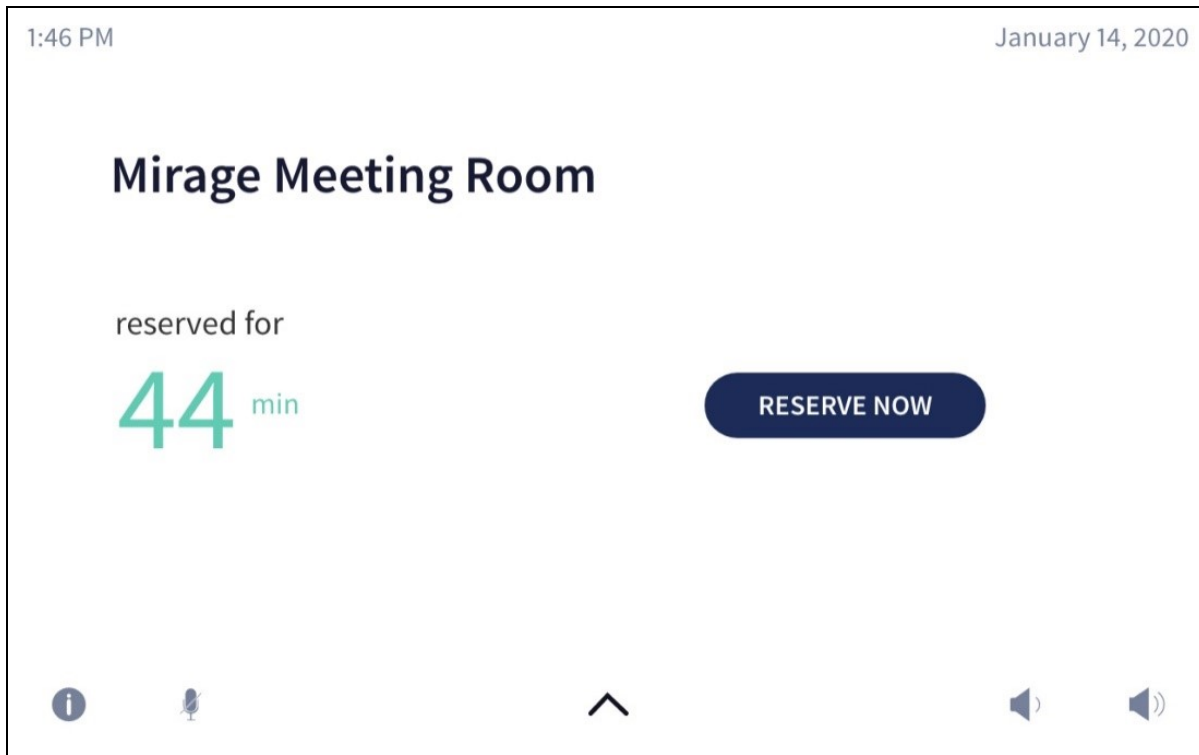 1:46 PM
January 14, 2020
Mirage Meeting Room
reserved for
44 min
RESERVE NOW